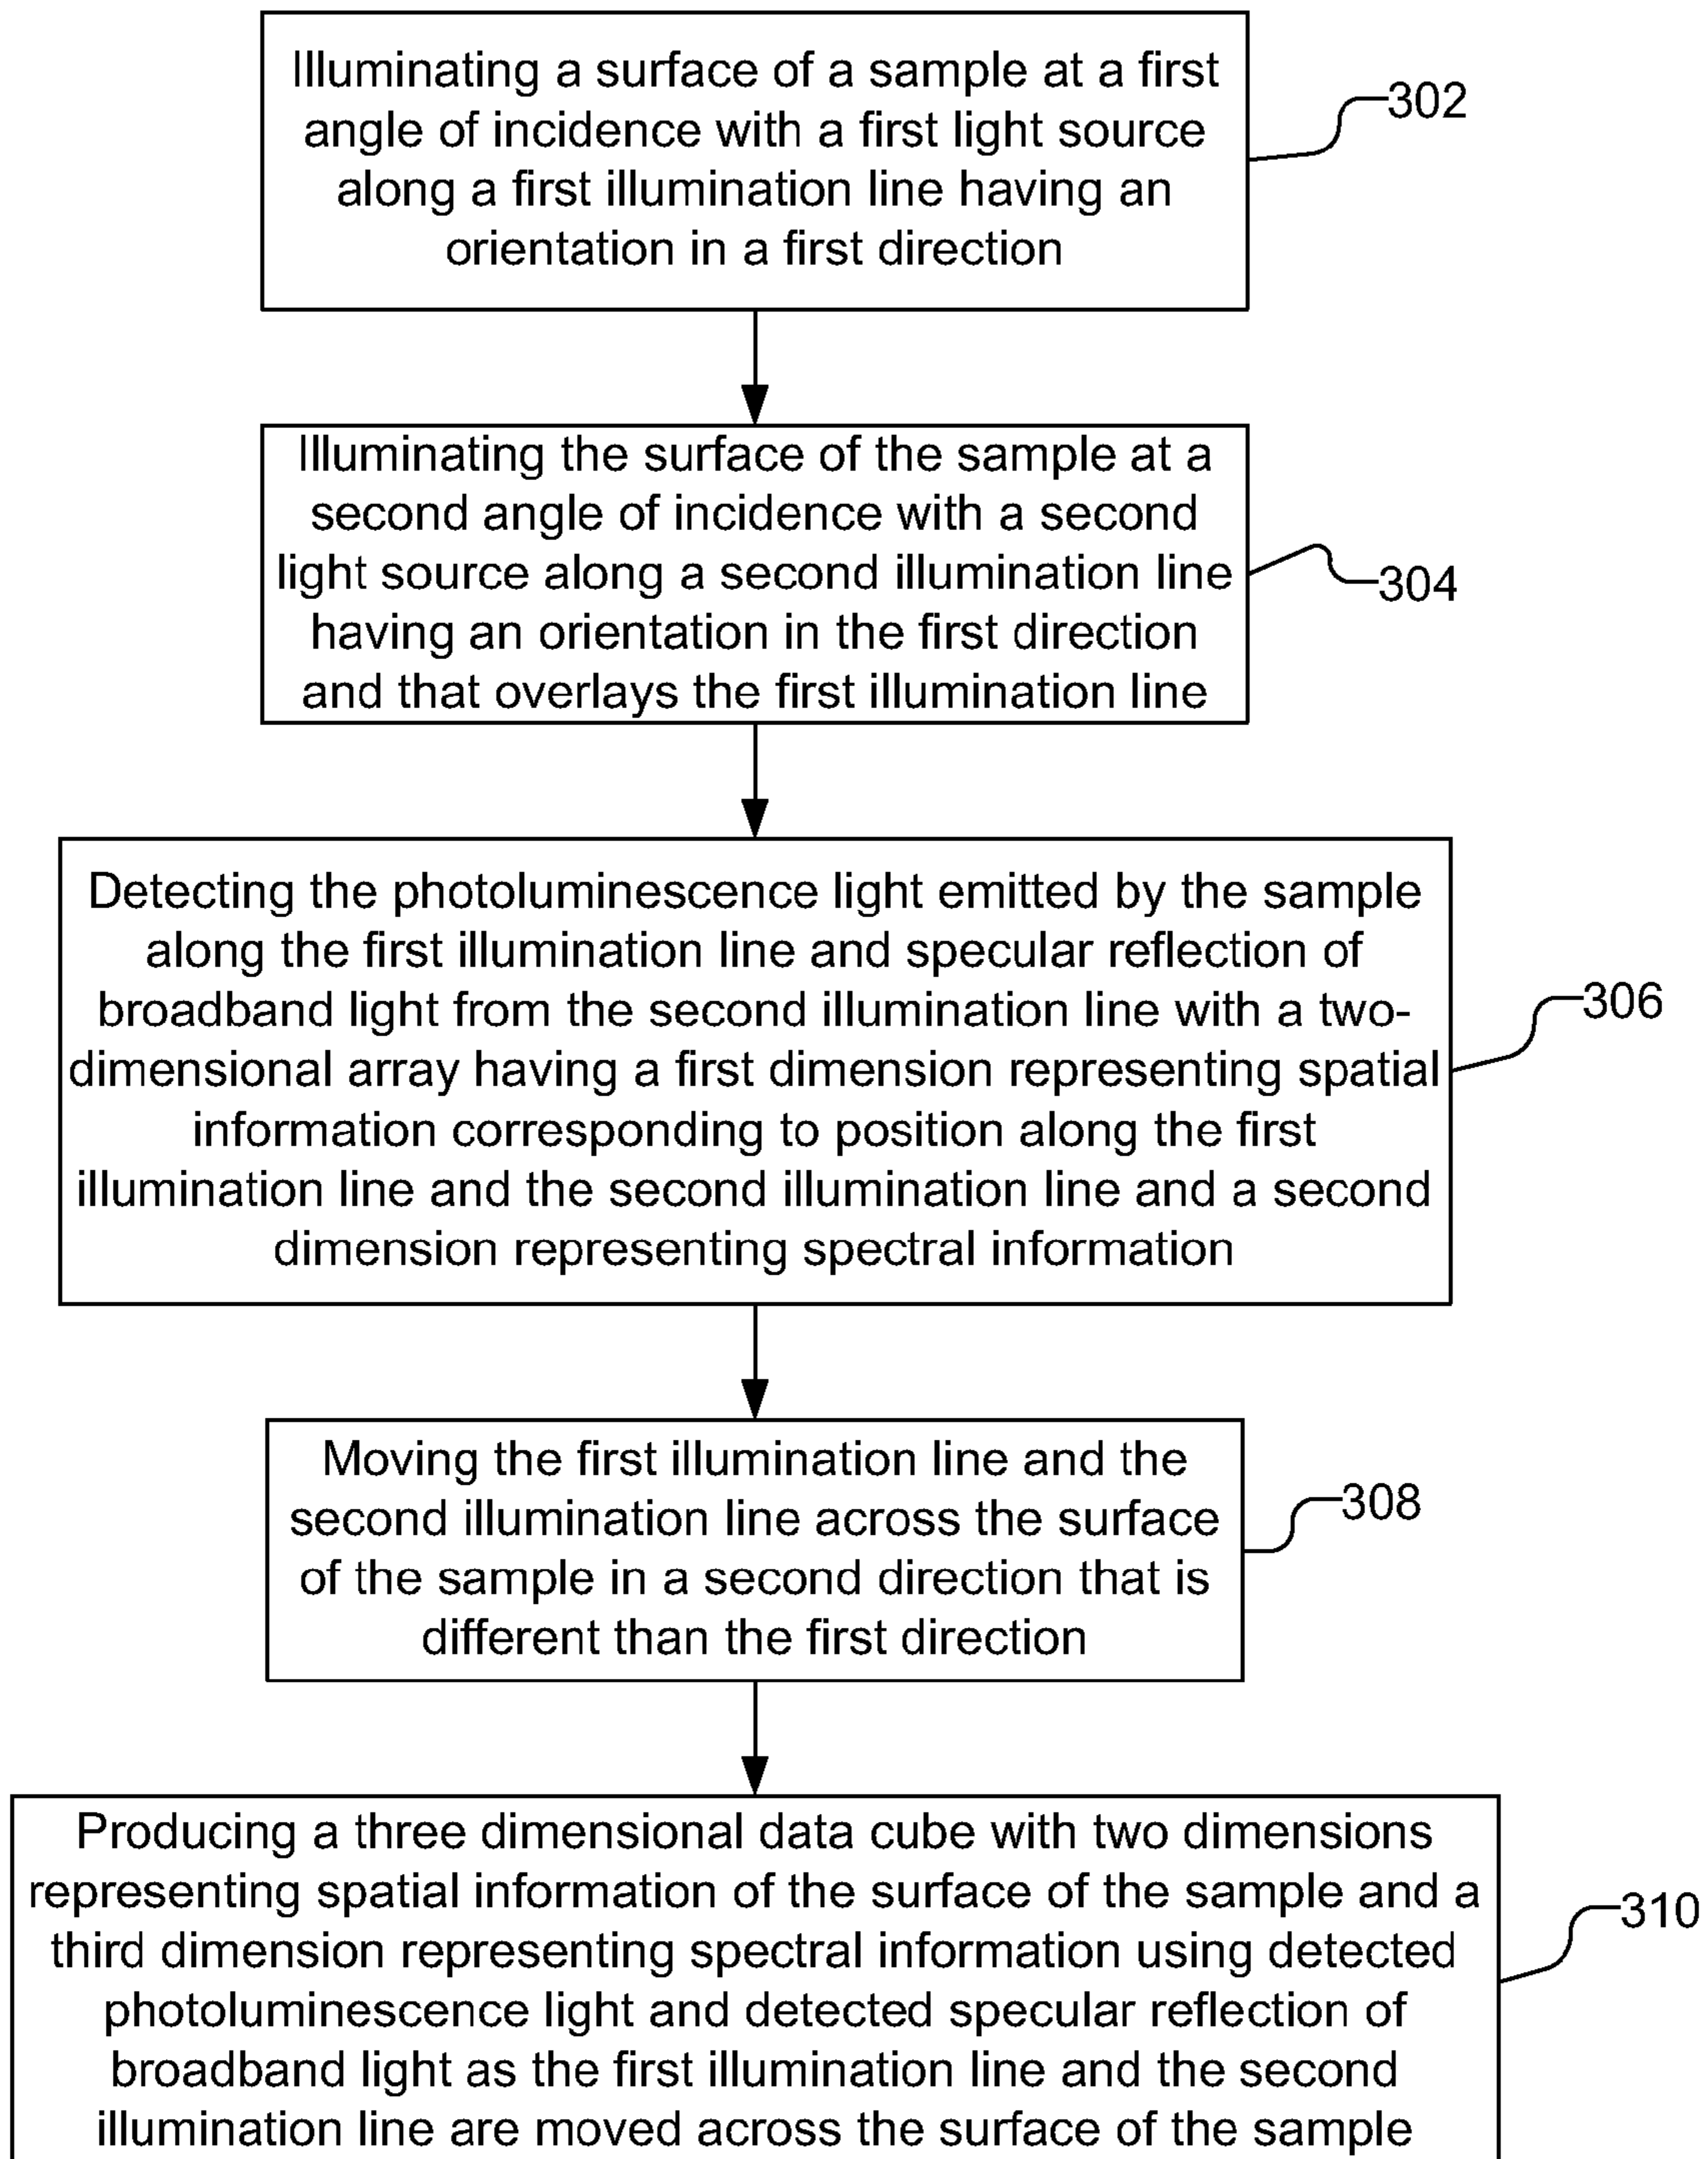 Illuminating a surface of a sample at a first
angle of incidence with a first light source
along a first illumination line having an
orientation in a first direction
302
Illuminating the surface of the sample at a
second angle of incidence with a second
light source along a second illumination line
having an orientation in the first direction
and that overlays the first illumination line
304
Detecting the photoluminescence light emitted by the sample
along the first illumination line and specular reflection of
broadband light from the second illumination line with a two-
dimensional array having a first dimension representing spatial
information corresponding to position along the first
illumination line and the second illumination line and a second
dimension representing spectral information
306
Moving the first illumination line and the
second illumination line across the surface
of the sample in a second direction that is
different than the first direction
308
Producing a three dimensional data cube with two dimensions
representing spatial information of the surface of the sample and a
third dimension representing spectral information using detected
photoluminescence light and detected specular reflection of
broadband light as the first illumination line and the second
illumination line are moved across the surface of the sample
310